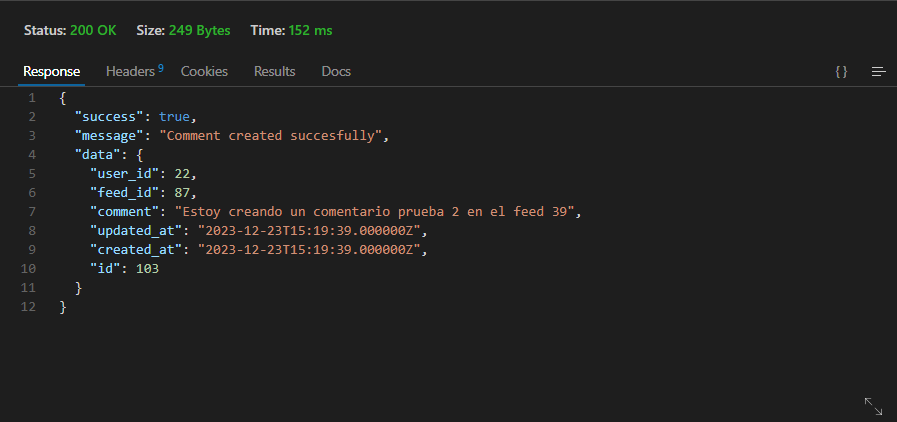 Status: 200 OK Size: 249 Bytes Time: 152 ms
Response Headers 9 Cookies Results Docs {}
1 {
2 "success": true,
3 "message": "Comment created succesfully",
4 "data": {
5 "user_id": 22,
6 "feed_id": 87,
7 "comment": "Estoy creando un comentario prueba 2 en el feed 39",
8 "updated_at": "2023-12-23T15:19:39.000000Z",
9 "created_at": "2023-12-23T15:19:39.000000Z",
10 "id": 103
11 }
12 }